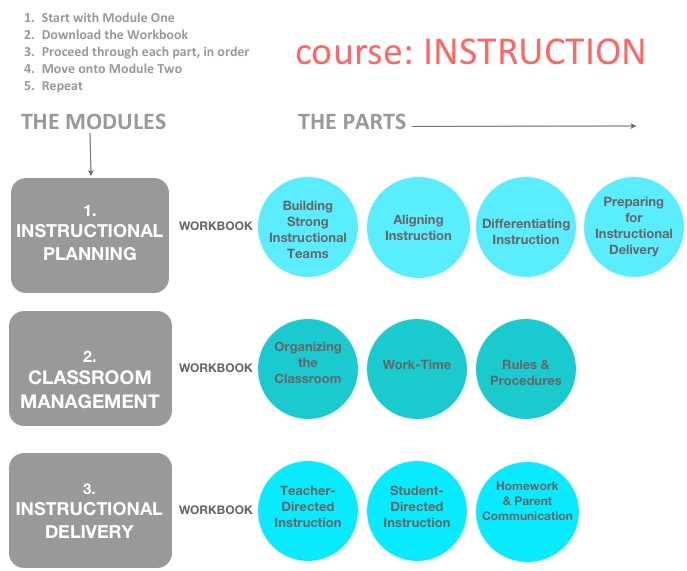 1. Start with Module One
2. Download the Workbook
3. Proceed through each part, in order
4. Move onto Module Two
5. Repeat
course: INSTRUCTION
THE MODULES
THE PARTS
1.
INSTRUCTIONAL
PLANNING
WORKBOOK
Building
Strong
Instructional
Teams
Aligning
Instruction
Differentiating
Instruction
Preparing
for
Instructional
Delivery
2.
CLASSROOM
MANAGEMENT
WORKBOOK
Organizing
the
Classroom
Work-Time
Rules &
Procedures
3.
INSTRUCTIONAL
DELIVERY
WORKBOOK
Teacher-
Directed
Instruction
Student-
Directed
Instruction
Homework
& Parent
Communication